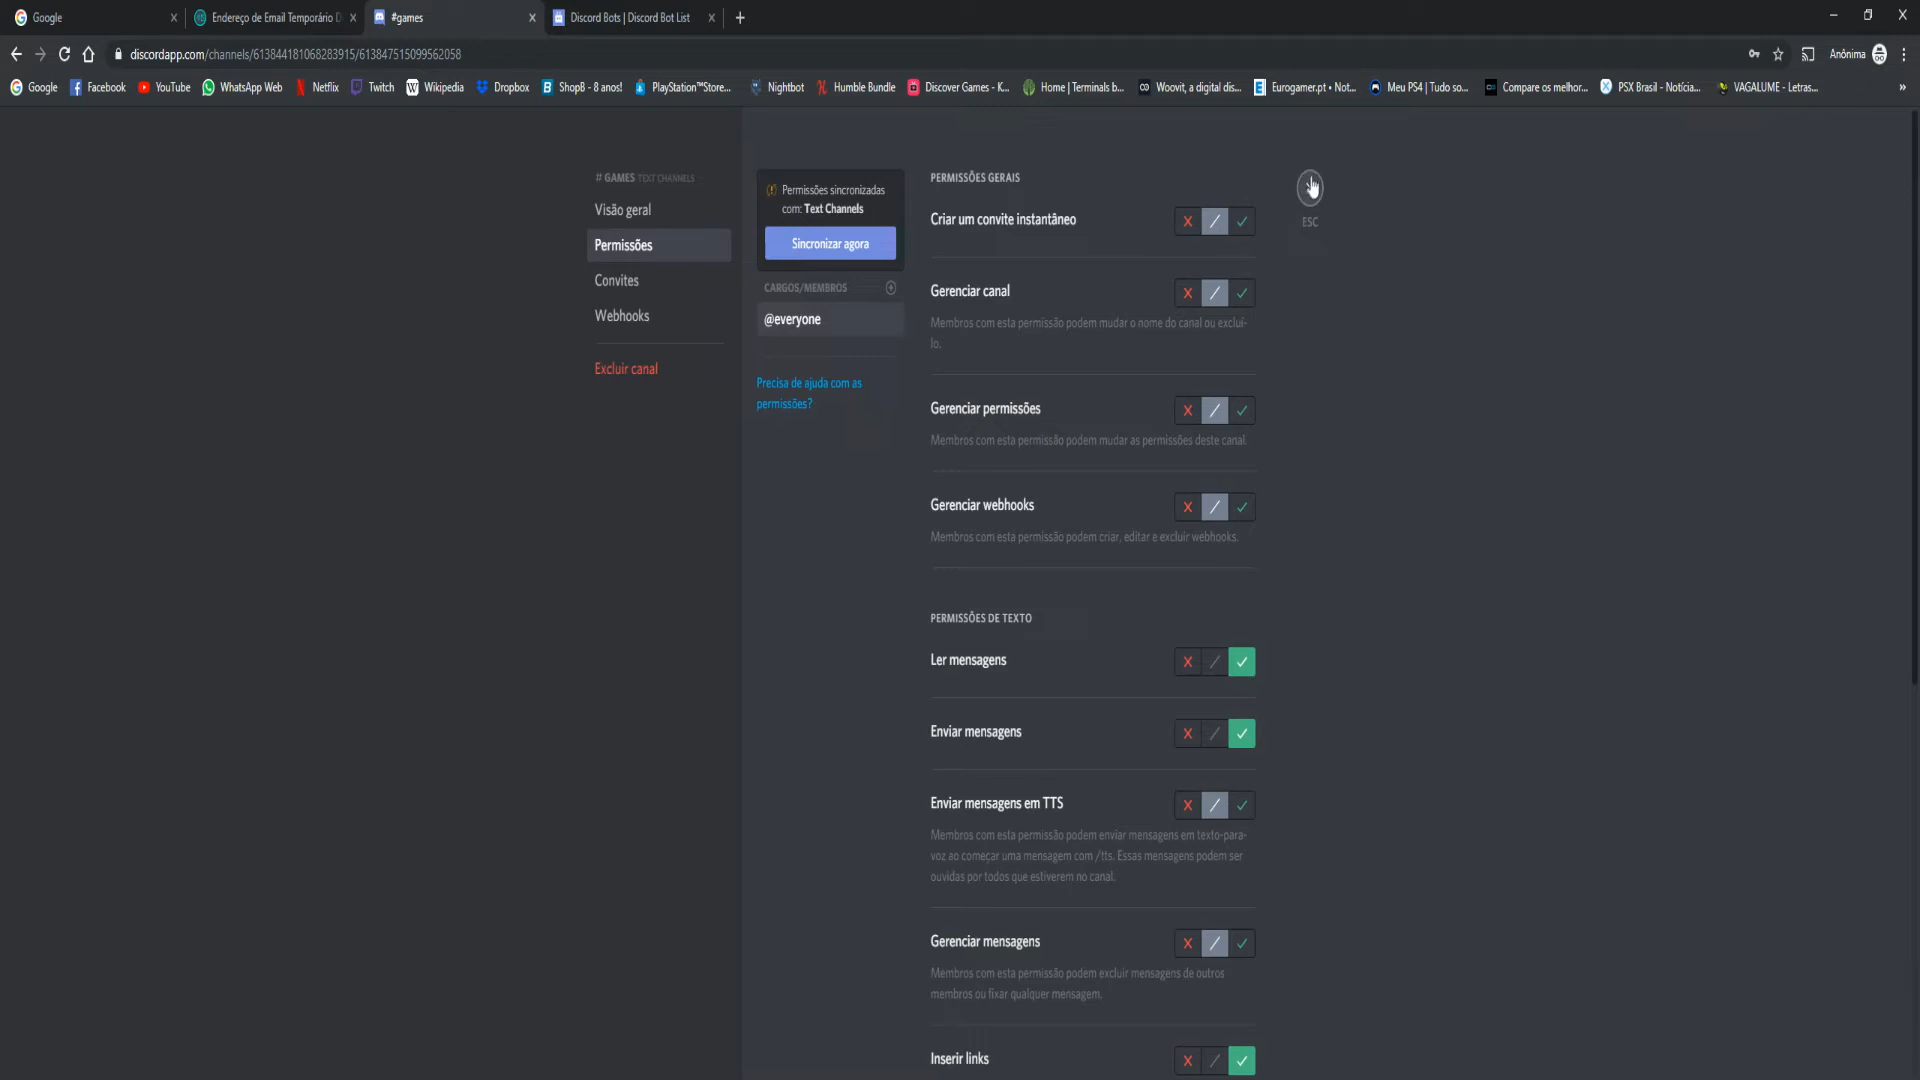 Google
Endereço de Email Temporário D
#games
Discord Bots | Discord Bot List
discordapp.com/channels/613844181068283915/613847515099562058
Anônima
Google
Facebook
YouTube
WhatsApp Web
Netflix
Twitch
Wikipedia
Dropbox
ShopB - 8 anos!
PlayStation™Store...
Nightbot
Humble Bundle
Discover Games - K...
Home | Terminals b...
Woovit, a digital dis...
Eurogamer.pt • Not...
Meu PS4 | Tudo so...
Compare os melhor...
PSX Brasil - Notícia...
VAGALUME - Letras...
»
# GAMES TEXT CHANNELS
Visão geral
Permissões
Convites
Webhooks
Excluir canal
Permissões sincronizadas
com: Text Channels
Sincronizar agora
CARGOS/MEMBROS
@everyone
Precisa de ajuda com as
permissões?
PERMISSÕES GERAIS
Criar um convite instantâneo
Gerenciar canal
Membros com esta permissão podem mudar o nome do canal ou excluí-
lo.
Gerenciar permissões
Membros com esta permissão podem mudar as permissões deste canal.
Gerenciar webhooks
Membros com esta permissão podem criar, editar e excluir webhooks.
PERMISSÕES DE TEXTO
Ler mensagens
Enviar mensagens
Enviar mensagens em TTS
Membros com esta permissão podem enviar mensagens em texto-para-
voz ao começar uma mensagem com /tts. Essas mensagens podem ser
ouvidas por todos que estiverem no canal.
Gerenciar mensagens
Membros com esta permissão podem excluir mensagens de outros
membros ou fixar qualquer mensagem.
Inserir links
ESC